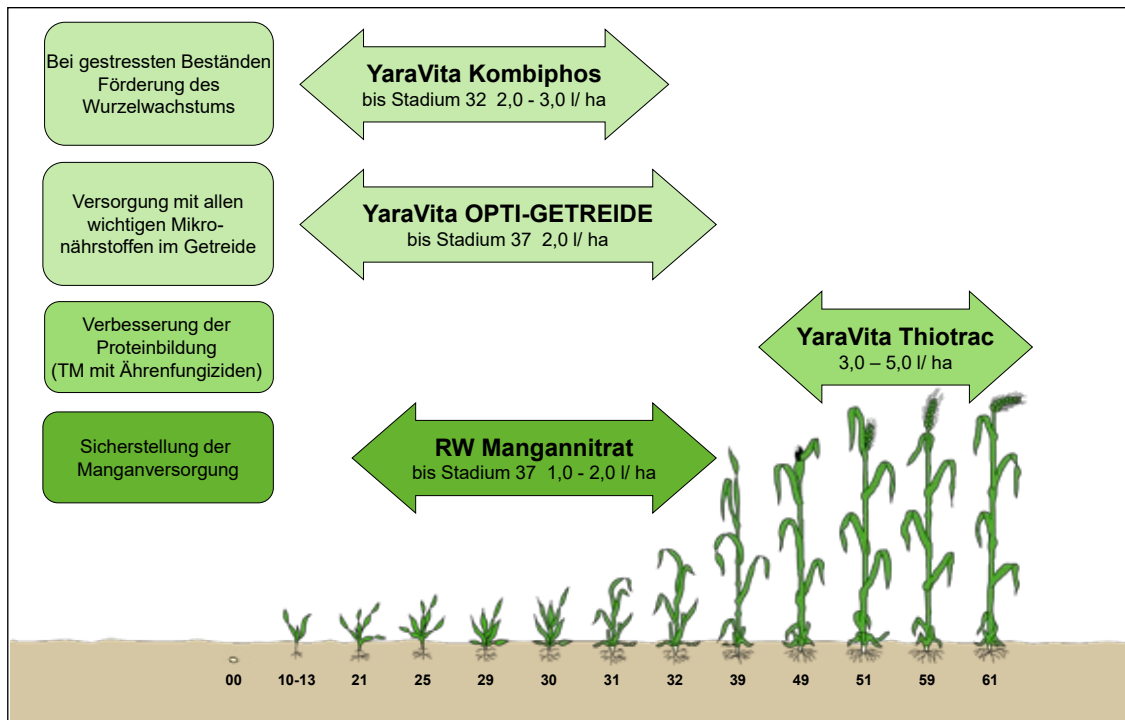 Bei gestressten Beständen
Förderung des
Wurzelwachstums
YaraVita Kombiphos
bis Stadium 32 2,0 - 3,0 l/ ha
Versorgung mit allen
wichtigen Mikro-
nährstoffen im Getreide
YaraVita OPTI-GETREIDE
bis Stadium 37 2,0 l/ ha
Verbesserung der
Proteinbildung
(TM mit Ährenfungiziden)
YaraVita Thiotrac
3,0 – 5,0 l/ ha
Sicherstellung der
Manganversorgung
RW Mangannitrat
bis Stadium 37 1,0 - 2,0 l/ ha
00 10-13 21 25 29 30 31 32 39 49 51 59 61